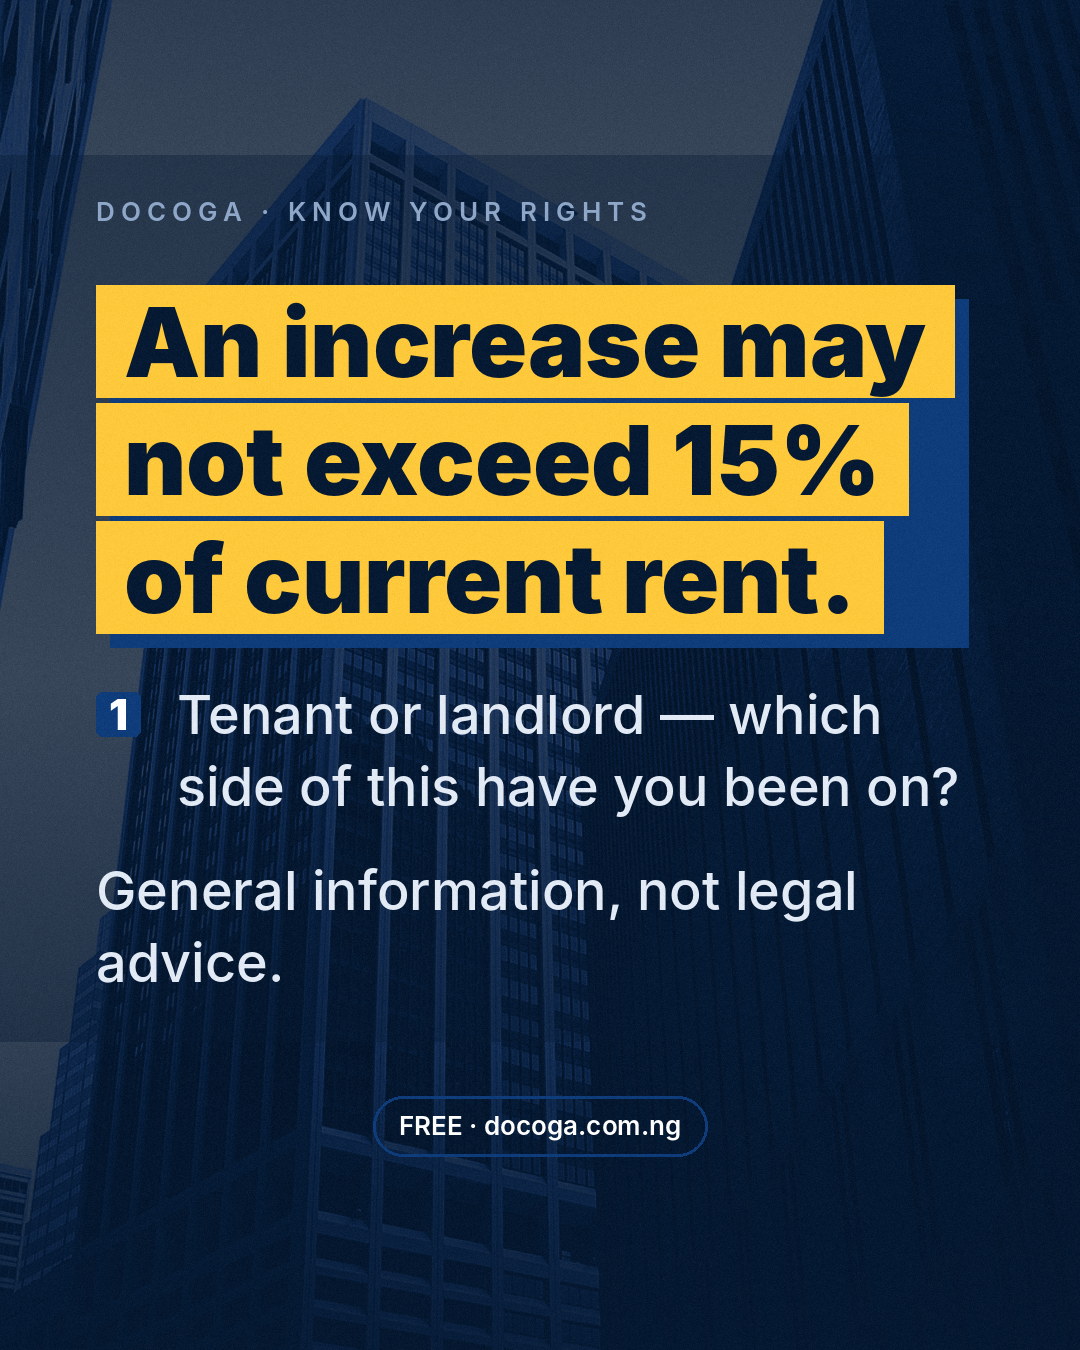 DOCOGA · KNOW YOUR RIGHTS
An increase may
not exceed 15%
of current rent.
1 Tenant or landlord — which
side of this have you been on?
General information, not legal
advice.
FREE · docoga.com.ng